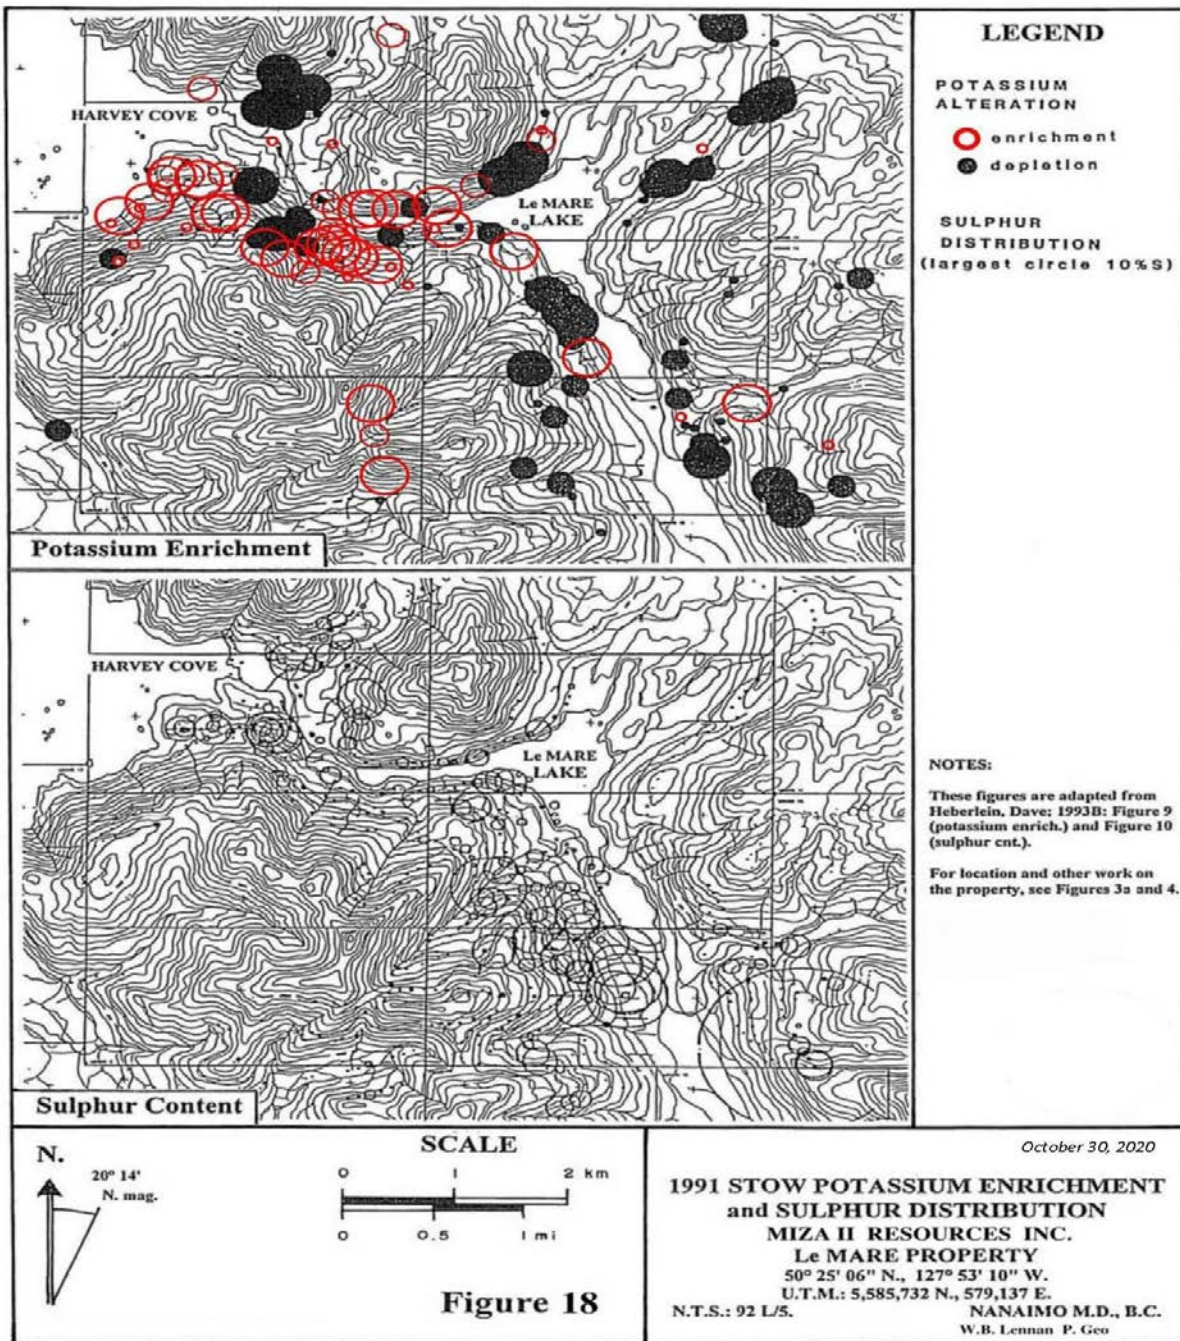 HARVEY COVE
Le MARE
LAKE
Potassium Enrichment
LEGEND
POTASSIUM
ALTERATION
enrichment
depletion
SULPHUR
DISTRIBUTION
(largest circle 10%S)
HARVEY COVE
Le MARE
LAKE
Sulphur Content
NOTES:
These figures are adapted from
Heberlein, Dave; 1993B: Figure 9
(potassium enrich.) and Figure 10
(sulphur cnt.).
For location and other work on
the property, see Figures 3a and 4.
N.
20° 14'
N. mag.
SCALE
0 1 2 km
0 0.5 1 mi
Figure 18
October 30, 2020
1991 STOW POTASSIUM ENRICHMENT
and SULPHUR DISTRIBUTION
MIZA II RESOURCES INC.
Le MARE PROPERTY
50° 25' 06" N., 127° 53' 10" W.
U.T.M.: 5,585,732 N., 579,137 E.
N.T.S.: 92 L/5. NANAIMO M.D., B.C.
W.B. Lennan P. Geo